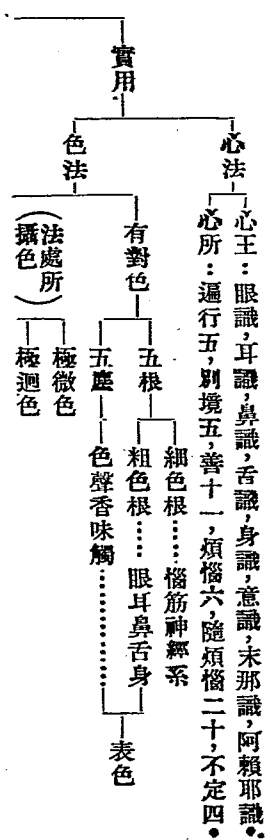 實用
心法
心王：眼識，耳識，鼻識，舌識，身識，意識，末那識，阿賴耶識。
心所：遍行五，別境五，善十一，煩惱六，隨煩惱二十，不定四。
色法
有對色
五根
細色根……惱筋神經系
粗色根……眼耳鼻舌身
五塵
色聲香味觸…………
表色
（法處所攝色）
極微色
極迥色